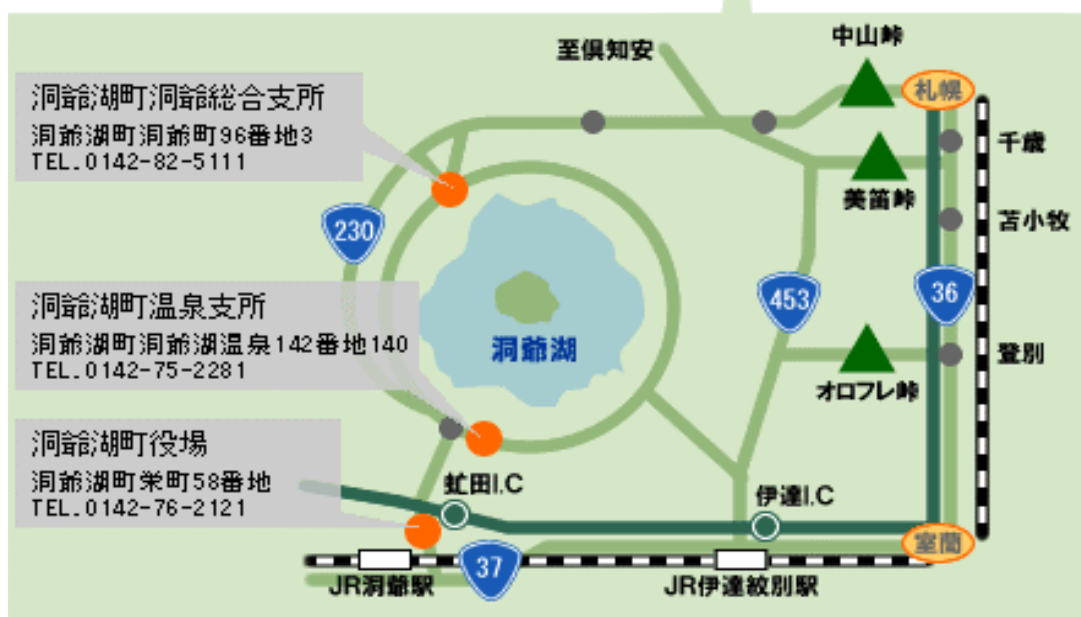 中山峠
至倶知安
札幌
洞爺湖町洞爺総合支所
洞爺湖町洞爺町96番地3
TEL.0142-82-5111
千歳
美笛峠
苫小牧
230
453
36
洞爺湖町温泉支所
洞爺湖町洞爺湖温泉142番地140
TEL.0142-75-2281
洞爺湖
登別
オロフレ峠
洞爺湖町役場
洞爺湖町栄町58番地
TEL.0142-76-2121
虻田I.C
伊達I.C
室蘭
37
JR洞爺駅
JR伊達紋別駅